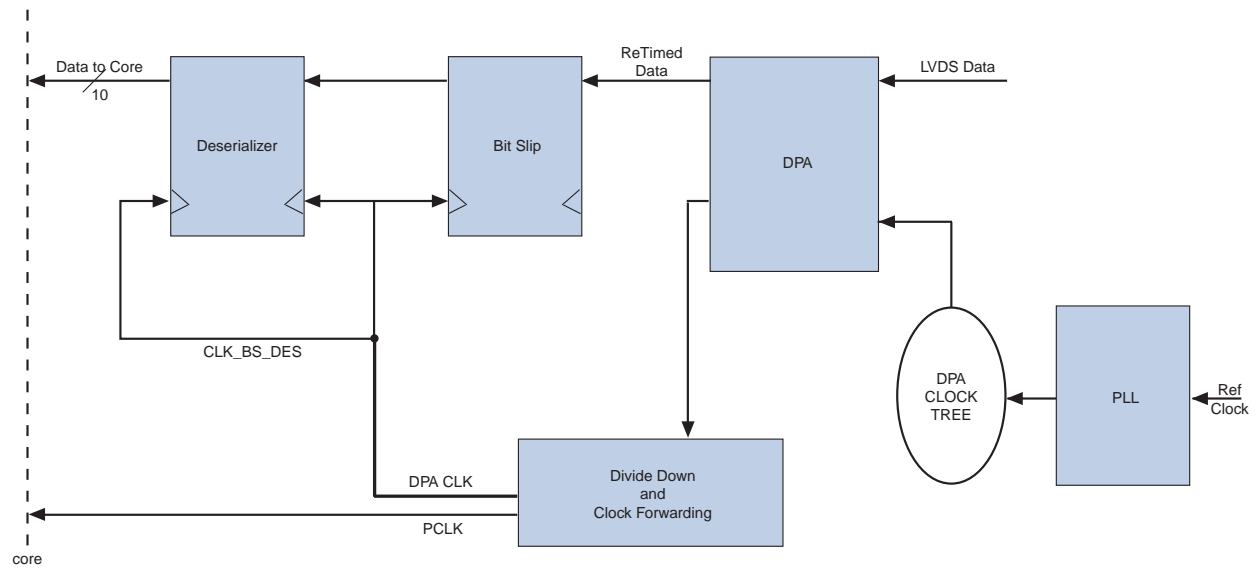 Data to Core
10
Deserializer
Bit Slip
ReTimed
Data
DPA
LVDS Data
CLK_BS_DES
DPA
CLOCK
TREE
PLL
Ref
Clock
DPA CLK
PCLK
Divide Down
and
Clock Forwarding
core